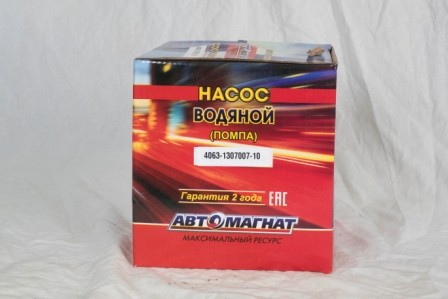 НАСОС
ВОДЯНОЙ
(ПОМПА)
4063-1307007-10
Гарантия 2 года ЕАС
АВТОМАГНАТ
МАКСИМАЛЬНЫЙ РЕСУРС